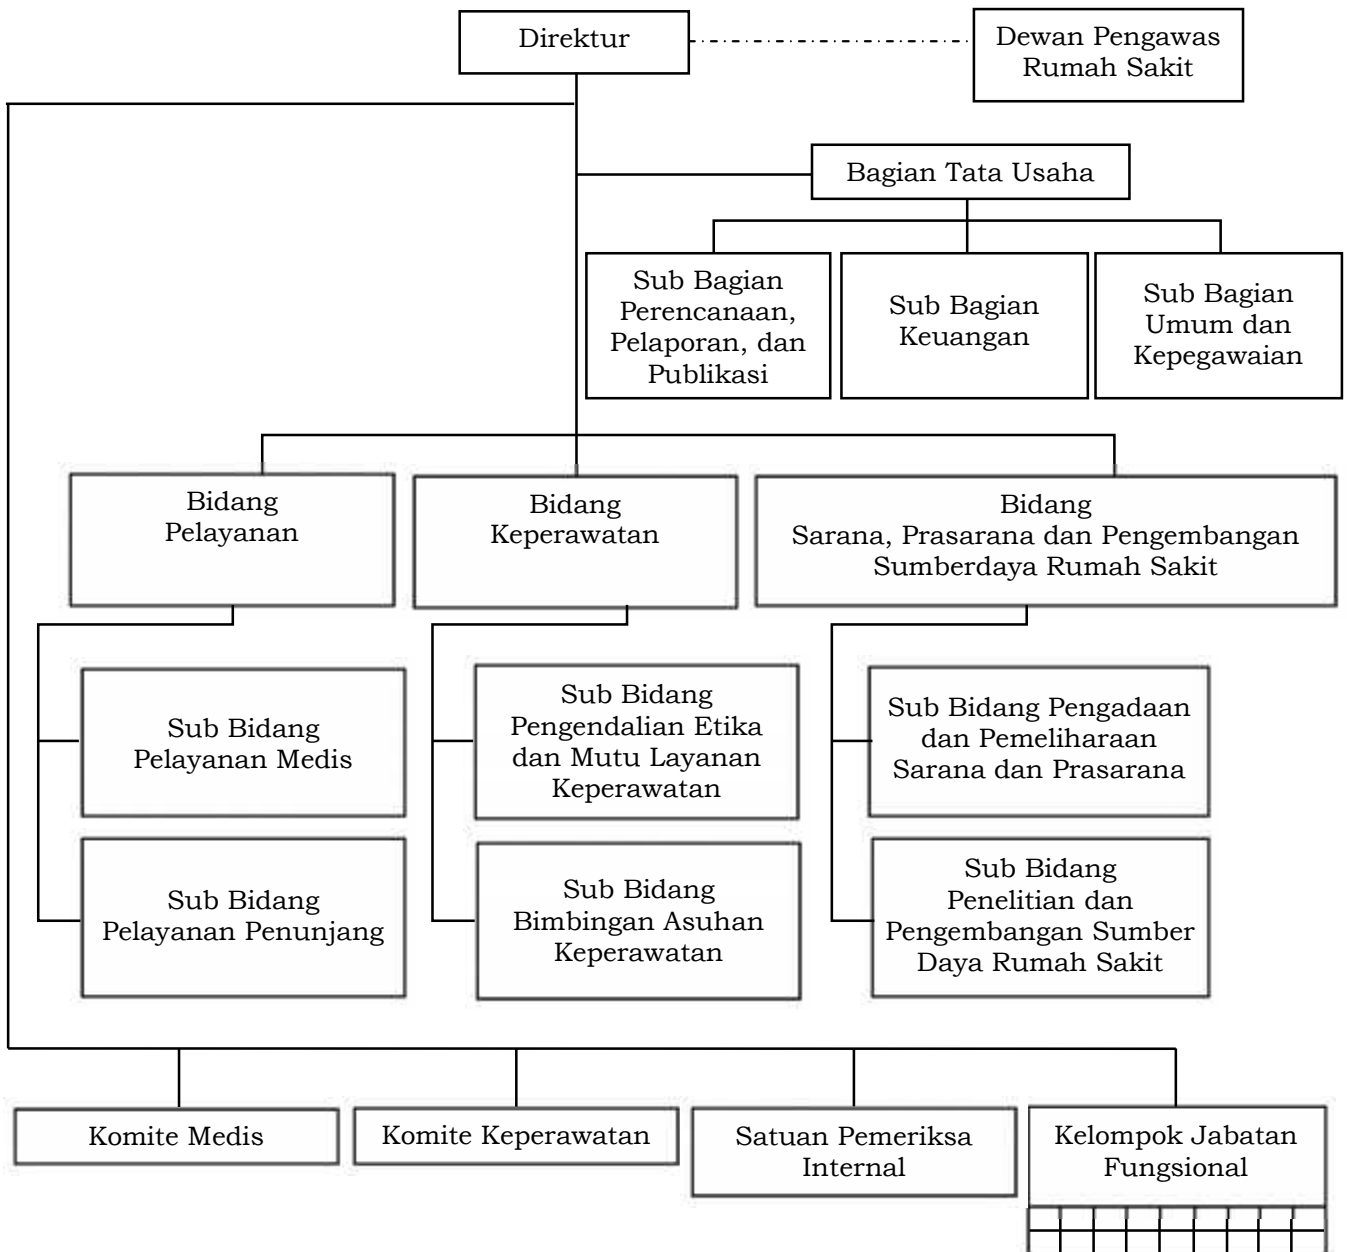 Direktur
Dewan Pengawas
Rumah Sakit
Bagian Tata Usaha
Sub Bagian
Perencanaan,
Pelaporan, dan
Publikasi
Sub Bagian
Keuangan
Sub Bagian
Umum dan
Kepegawaian
Bidang
Pelayanan
Bidang
Keperawatan
Bidang
Sarana, Prasarana dan Pengembangan
Sumberdaya Rumah Sakit
Sub Bidang
Pelayanan Medis
Sub Bidang
Pengendalian Etika
dan Mutu Layanan
Keperawatan
Sub Bidang Pengadaan
dan Pemeliharaan
Sarana dan Prasarana
Sub Bidang
Pelayanan Penunjang
Sub Bidang
Bimbingan Asuhan
Keperawatan
Sub Bidang
Penelitian dan
Pengembangan Sumber
Daya Rumah Sakit
Komite Medis
Komite Keperawatan
Satuan Pemeriksa
Internal
Kelompok Jabatan
Fungsional